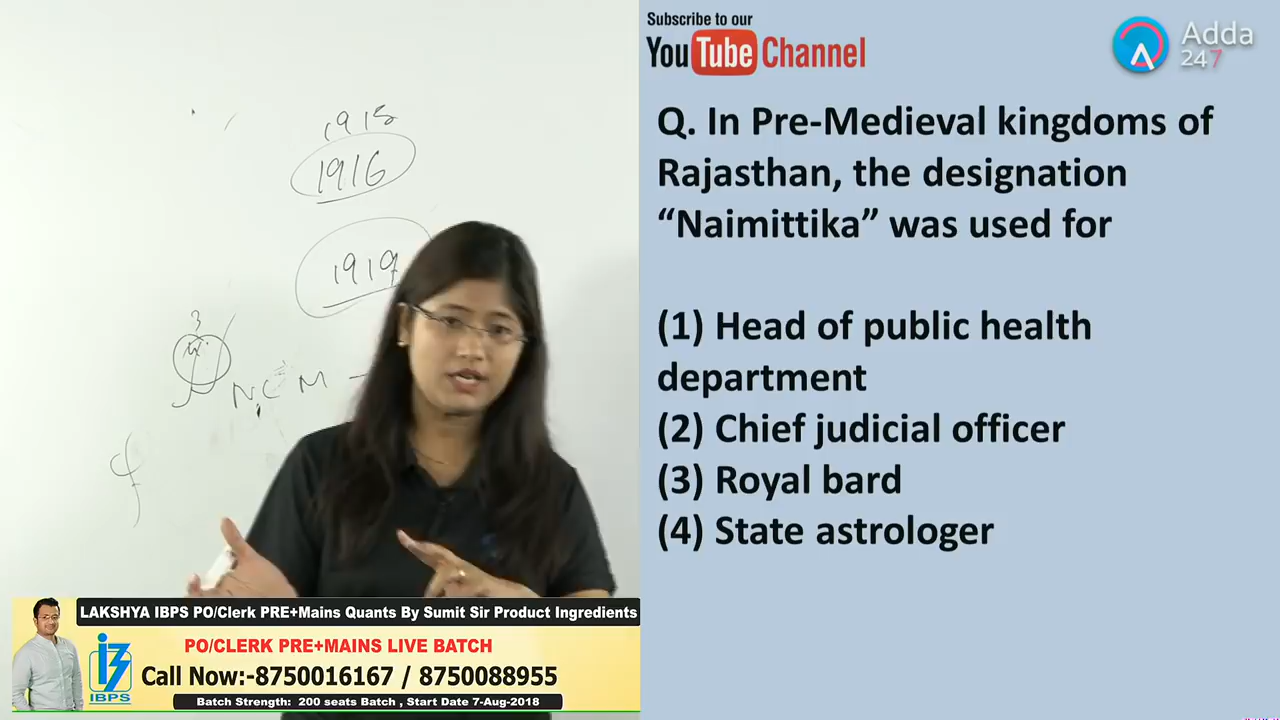 1915
1916
1919
3
NCM -
Subscribe to our
YouTube Channel
Adda
247
Q. In Pre-Medieval kingdoms of
Rajasthan, the designation
“Naimittika” was used for
(1) Head of public health
department
(2) Chief judicial officer
(3) Royal bard
(4) State astrologer
LAKSHYA IBPS PO/Clerk PRE+Mains Quants By Sumit Sir Product Ingredients
PO/CLERK PRE+MAINS LIVE BATCH
Call Now:-8750016167 / 8750088955
IBPS
Batch Strength: 200 seats Batch , Start Date 7-Aug-2018